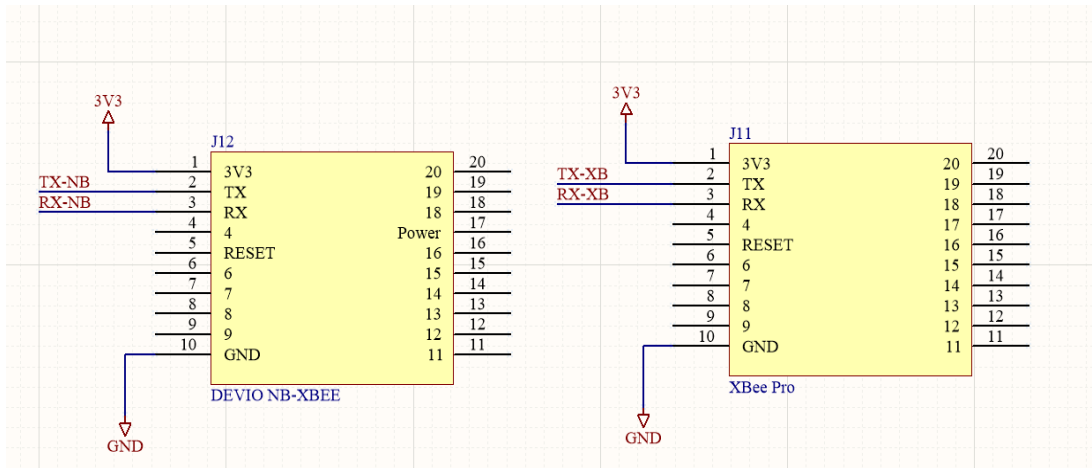 3V3
J12
1 3V3 20 20
TX-NB 2 TX 19 19
RX-NB 3 RX 18 18
4 4 Power 17
5 RESET 16 16
6 6 15 15
7 7 14 14
8 8 13 13
9 9 12 12
10 GND 11 11
DEVIO NB-XBEE
GND
3V3
J11
1 3V3 20 20
TX-XB 2 TX 19 19
RX-XB 3 RX 18 18
4 4 17 17
5 RESET 16 16
6 6 15 15
7 7 14 14
8 8 13 13
9 9 12 12
10 GND 11 11
XBee Pro
GND